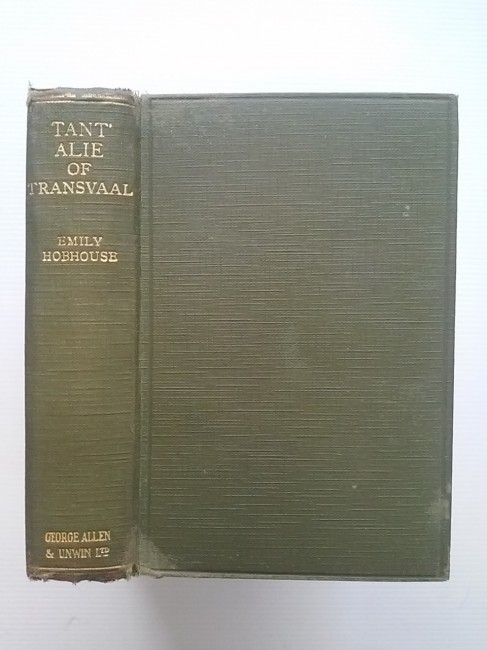 'TANT'
ALIE
OF
TRANSVAAL
EMILY
HOBHOUSE
GEORGE ALLEN
& UNWIN LTD